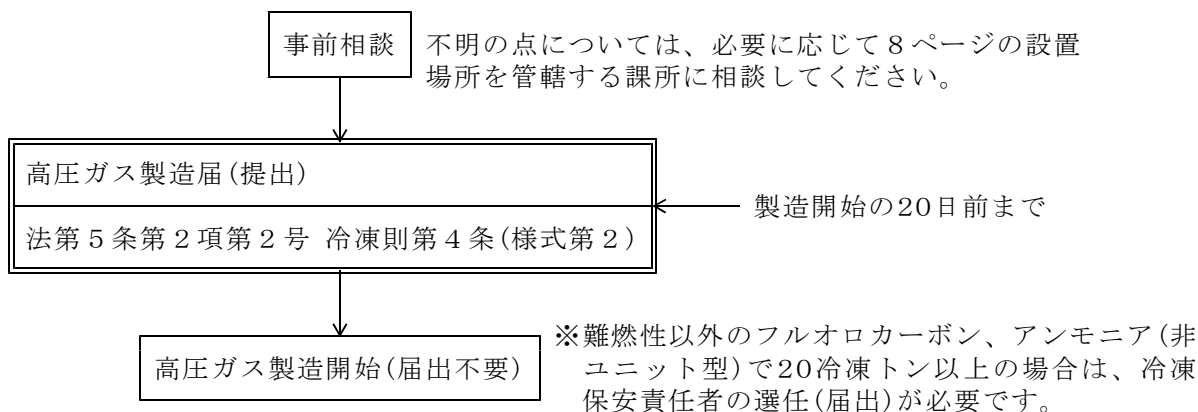 事前相談
不明の点については、必要に応じて８ページの設置
場所を管轄する課所に相談してください。
高圧ガス製造届(提出)
製造開始の20日前まで
法第５条第２項第２号 冷凍則第４条(様式第２)
高圧ガス製造開始(届出不要)
※難燃性以外のフルオロカーボン、アンモニア(非
ユニット型)で20冷凍トン以上の場合は、冷凍
保安責任者の選任(届出)が必要です。